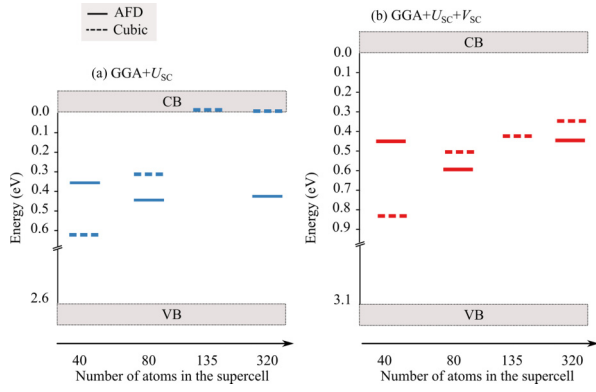 AFD
Cubic
(a) GGA+U_SC
CB
0.0
0.1
0.2
0.3
0.4
0.5
0.6
2.6
VB
Energy (eV)
40 80 135 320
Number of atoms in the supercell
(b) GGA+U_SC+V_SC
CB
0.0
0.1
0.2
0.3
0.4
0.5
0.6
0.7
0.8
0.9
3.1
VB
Energy (eV)
40 80 135 320
Number of atoms in the supercell